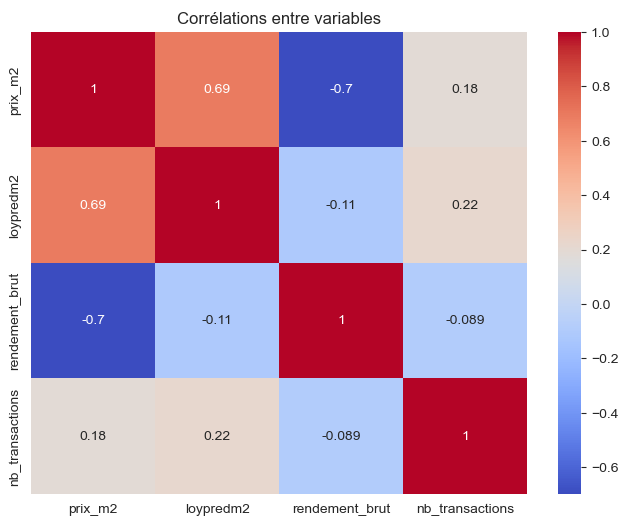 Corrélations entre variables
prix_m2 1 0.69 -0.7 0.18
loypredm2 0.69 1 -0.11 0.22
rendement_brut -0.7 -0.11 1 -0.089
nb_transactions 0.18 0.22 -0.089 1
prix_m2 loypredm2 rendement_brut nb_transactions
1.0
0.8
0.6
0.4
0.2
0.0
−0.2
−0.4
−0.6